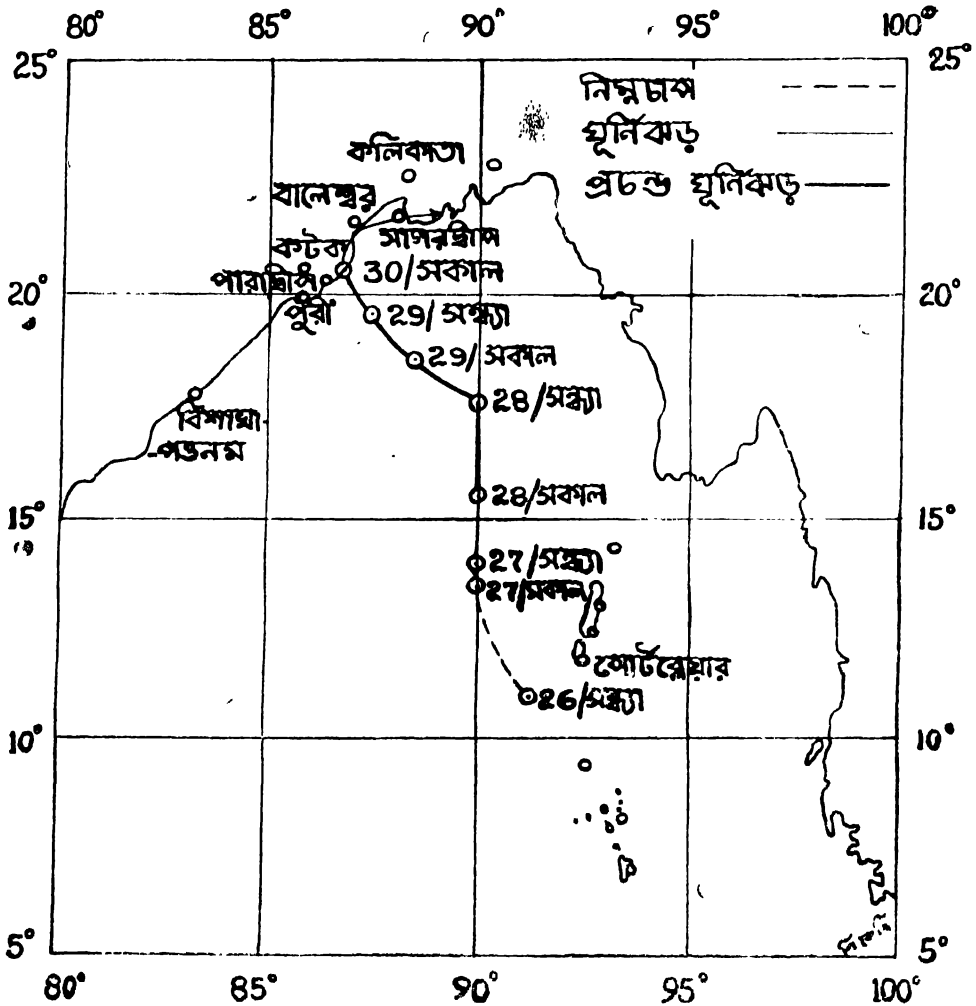 80° 85° 90° 95° 100°
25° 25°
নিম্নচাপ
ঘূর্নিঝড়
প্রচন্ড ঘূর্নিঝড়
কলিকাতা
বালেশ্বর
সাগরদ্বীপ
কটক
30/সকাল
পারাদ্বীপ
20° 20°
পুরী
29/সন্ধ্যা
29/সকাল
28/সন্ধ্যা
বিশাখা-
-পত্তনম
28/সকাল
15° 15°
27/সন্ধ্যা
27/সকাল
পোর্টব্লেয়ার
26/সন্ধ্যা
10° 10°
5° 5°
80° 85° 90° 95° 100°